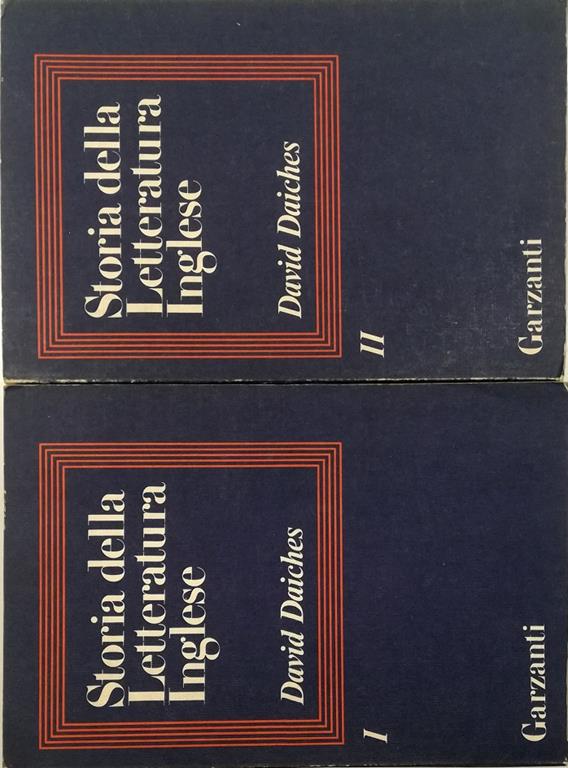 Storia della
Letteratura
Inglese
David Daiches
I
Garzanti
Storia della
Letteratura
Inglese
David Daiches
II
Garzanti